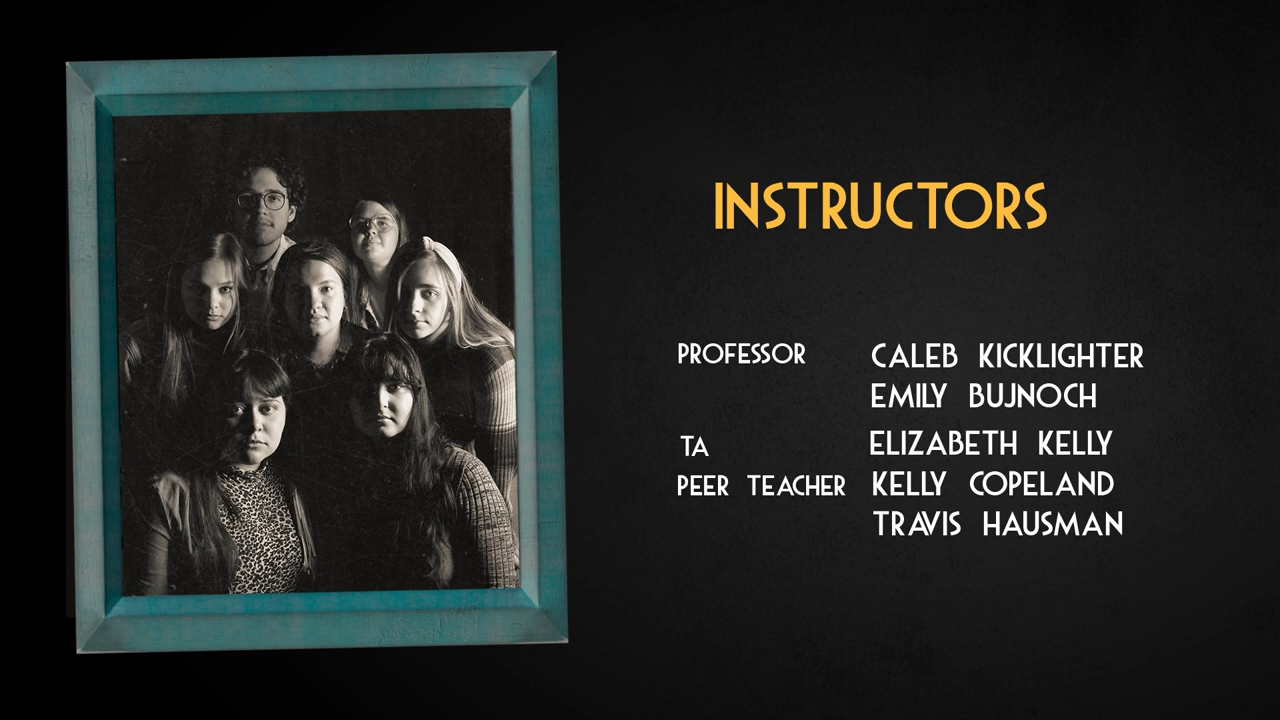 INSTRUCTORS
PROFESSOR CALEB KICKLIGHTER
EMILY BUJNOCH
TA ELIZABETH KELLY
PEER TEACHER KELLY COPELAND
TRAVIS HAUSMAN